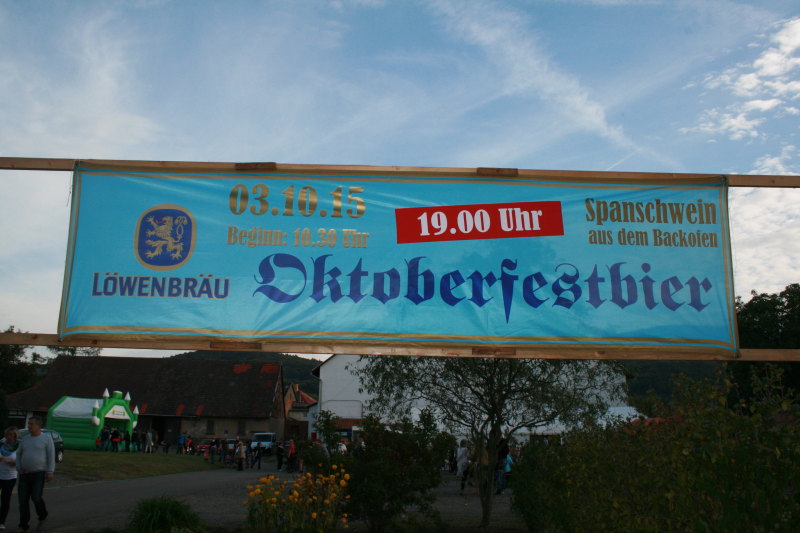 03.10.15
Beginn: 10.30 Uhr
19.00 Uhr
Spanschwein
aus dem Backofen
LÖWENBRÄU
Oktoberfestbier